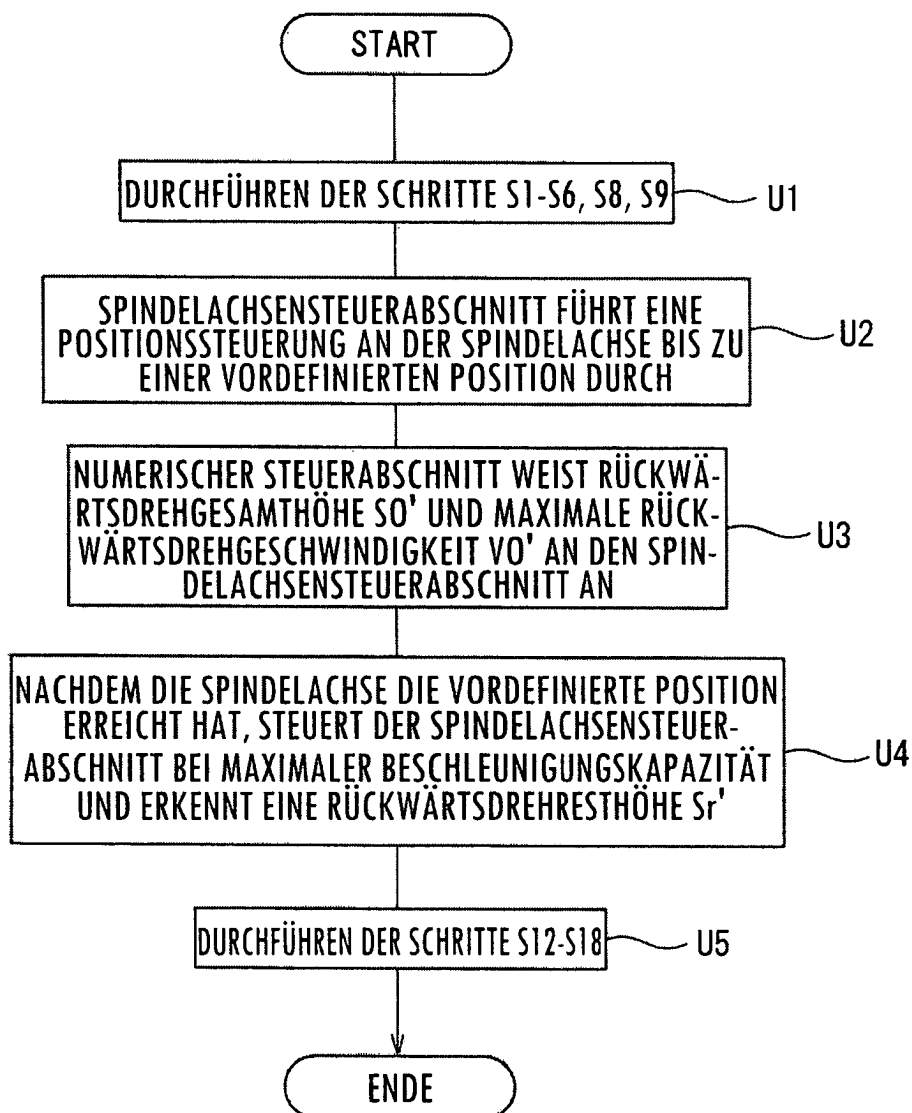 START
DURCHFÜHREN DER SCHRITTE S1-S6, S8, S9
U1
SPINDELACHSENSTEUERABSCHNITT FÜHRT EINE
POSITIONSSTEUERUNG AN DER SPINDELACHSE BIS ZU
EINER VORDEFINIERTEN POSITION DURCH
U2
NUMERISCHER STEUERABSCHNITT WEIST RÜCKWÄ-
RTSDREHGESAMTHÖHE S0' UND MAXIMALE RÜCK-
WÄRTSDREHGESCHWINDIGKEIT V0' AN DEN SPIN-
DELACHSENSTEUERABSCHNITT AN
U3
NACHDEM DIE SPINDELACHSE DIE VORDEFINIERTE POSITION
ERREICHT HAT, STEUERT DER SPINDELACHSENSTEUER-
ABSCHNITT BEI MAXIMALER BESCHLEUNIGUNGSKAPAZITÄT
UND ERKENNT EINE RÜCKWÄRTSDREHRESTHÖHE Sr'
U4
DURCHFÜHREN DER SCHRITTE S12-S18
U5
ENDE